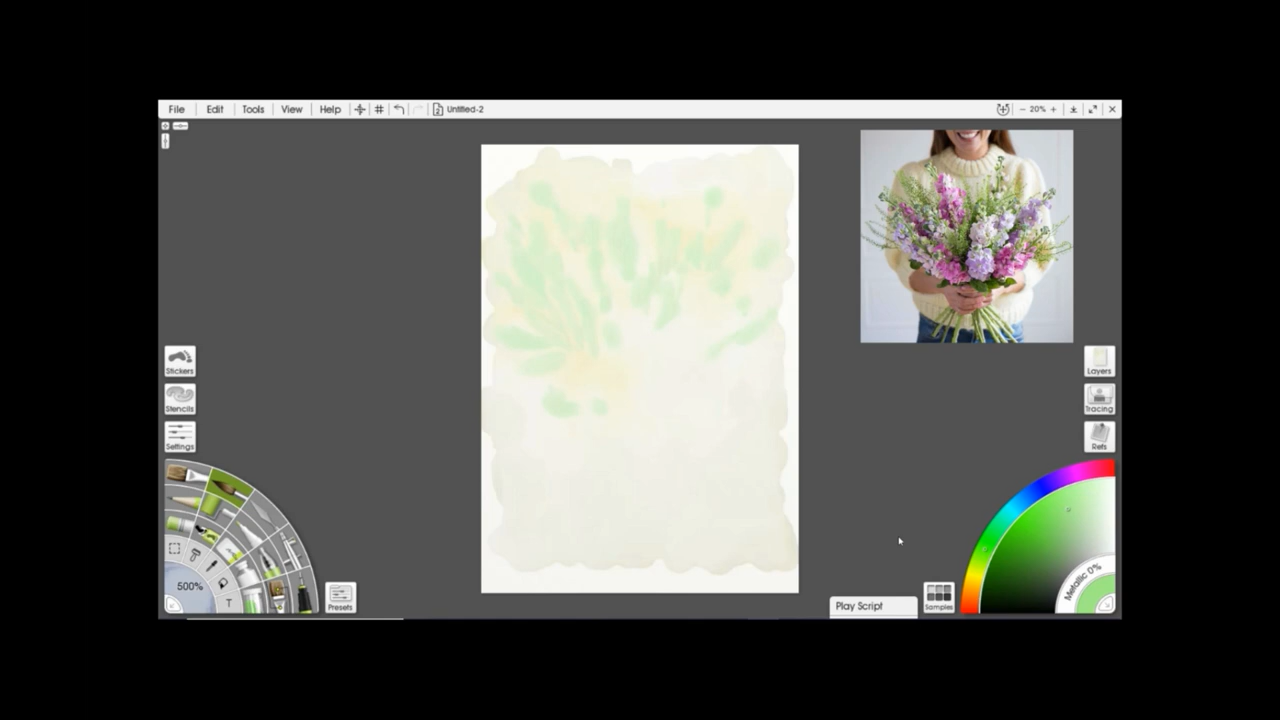 File Edit Tools View Help Untitled-2 20%
Stickers
Layers
Stencils
Tracing
Settings
Refs
500%
T
Presets
Play Script
Samples
Metallic 0%